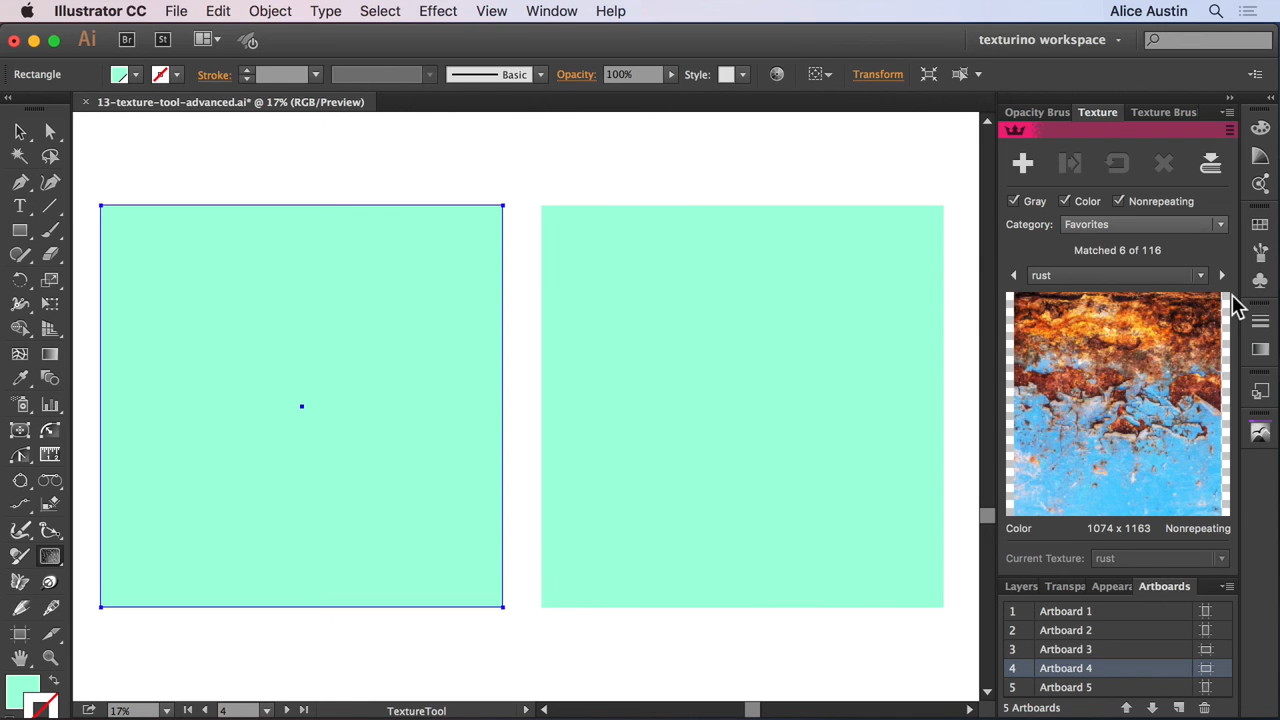 Illustrator CC File Edit Object Type Select Effect View Window Help Alice Austin
Ai Br St texturino workspace
Rectangle Stroke: Basic Opacity: 100% Style: Transform
13-texture-tool-advanced.ai* @ 17% (RGB/Preview)
Opacity Brus Texture Texture Brus
Gray Color Nonrepeating
Category: Favorites
Matched 6 of 116
rust
Color 1074 x 1163 Nonrepeating
Current Texture: rust
Layers Transpa Appeara Artboards
1 Artboard 1
2 Artboard 2
3 Artboard 3
4 Artboard 4
5 Artboard 5
17% 4 TextureTool 5 Artboards